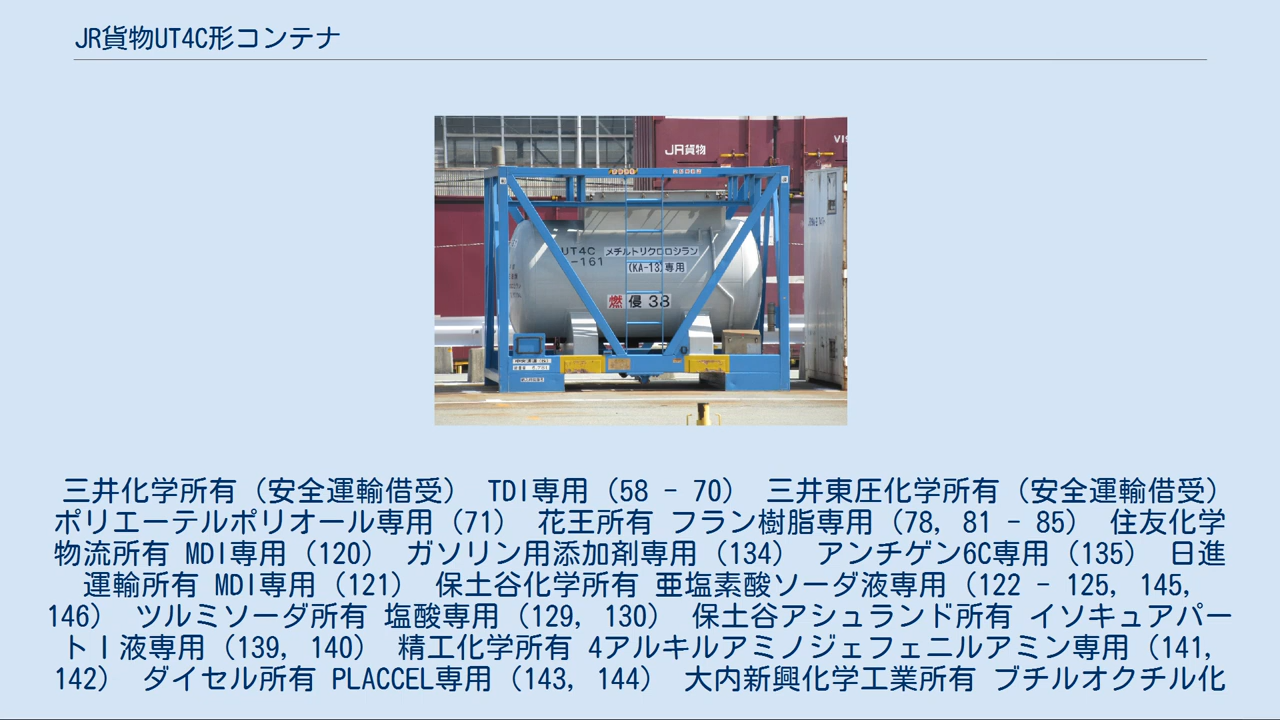 JR貨物UT4C形コンテナ
JR貨物
UT4C メチルトリクロロシラン
-161 (KA-13)専用
燃 侵 38
三井化学所有（安全運輸借受） TDI専用（58 - 70） 三井東圧化学所有（安全運輸借受）
ポリエーテルポリオール専用（71） 花王所有 フラン樹脂専用（78, 81 - 85） 住友化学
物流所有 MDI専用（120） ガソリン用添加剤専用（134） アンチゲン6C専用（135） 日進
運輸所有 MDI専用（121） 保土谷化学所有 亜塩素酸ソーダ液専用（122 - 125, 145,
146） ツルミソーダ所有 塩酸専用（129, 130） 保土谷アシュランド所有 イソキュアパー
トⅠ液専用（139, 140） 精工化学所有 4アルキルアミノジェフェニルアミン専用（141,
142） ダイセル所有 PLACCEL専用（143, 144） 大内新興化学工業所有 ブチルオクチル化